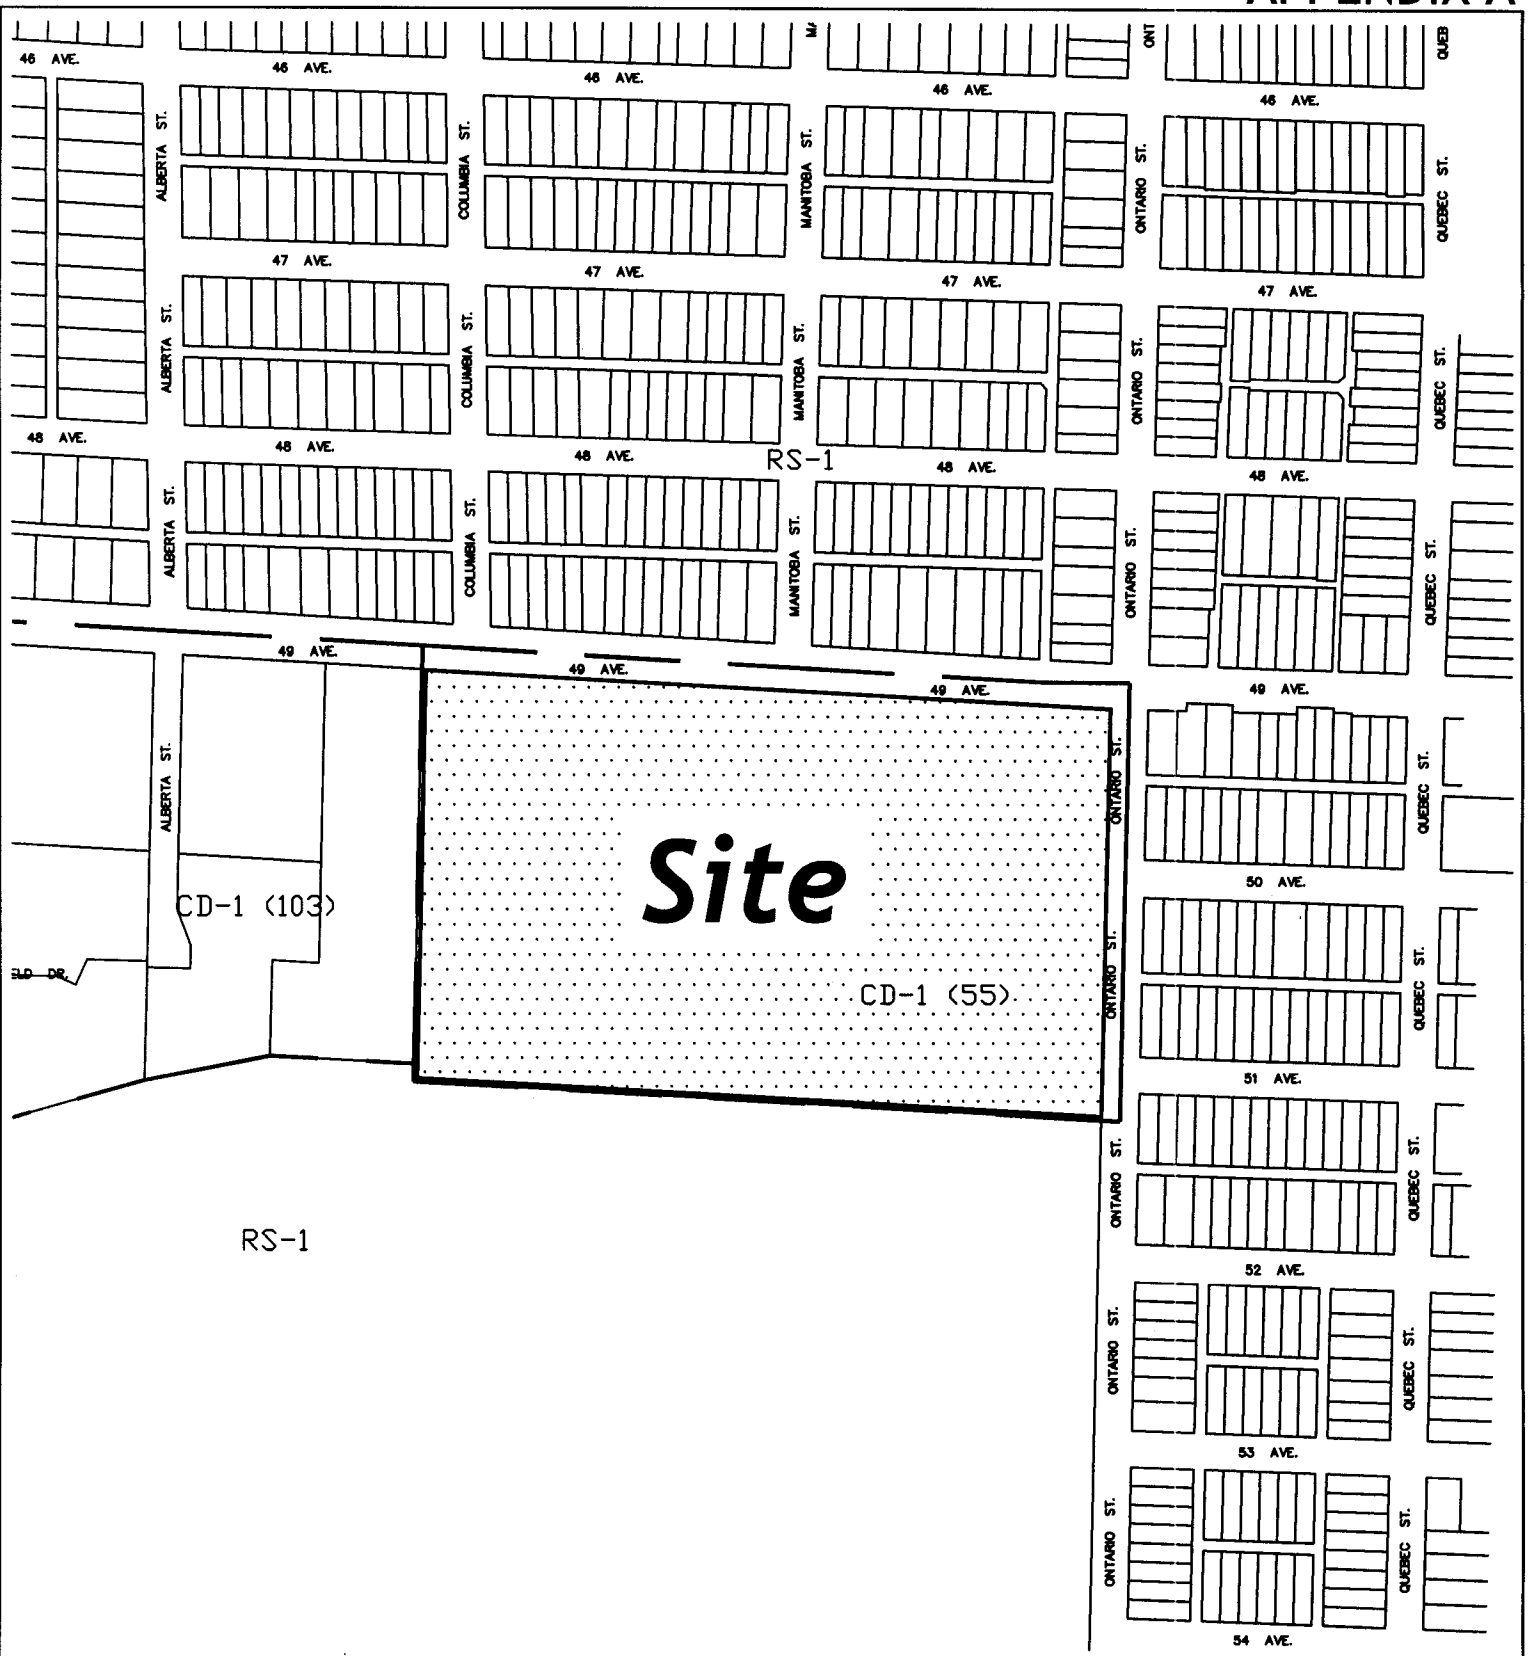 46 AVE.
46 AVE.
46 AVE.
46 AVE.
46 AVE.
ALBERTA ST.
COLUMBIA ST.
MANITOBA ST.
ONTARIO ST.
QUEBEC ST.
47 AVE.
47 AVE.
47 AVE.
47 AVE.
ALBERTA ST.
COLUMBIA ST.
MANITOBA ST.
ONTARIO ST.
QUEBEC ST.
48 AVE.
48 AVE.
48 AVE.
RS-1
48 AVE.
48 AVE.
ALBERTA ST.
COLUMBIA ST.
MANITOBA ST.
ONTARIO ST.
QUEBEC ST.
49 AVE.
49 AVE.
49 AVE.
49 AVE.
ALBERTA ST.
ONTARIO ST.
QUEBEC ST.
Site
50 AVE.
CD-1 (103)
ONTARIO ST.
QUEBEC ST.
DR.
CD-1 (55)
51 AVE.
ONTARIO ST.
QUEBEC ST.
RS-1
52 AVE.
ONTARIO ST.
QUEBEC ST.
53 AVE.
ONTARIO ST.
QUEBEC ST.
54 AVE.